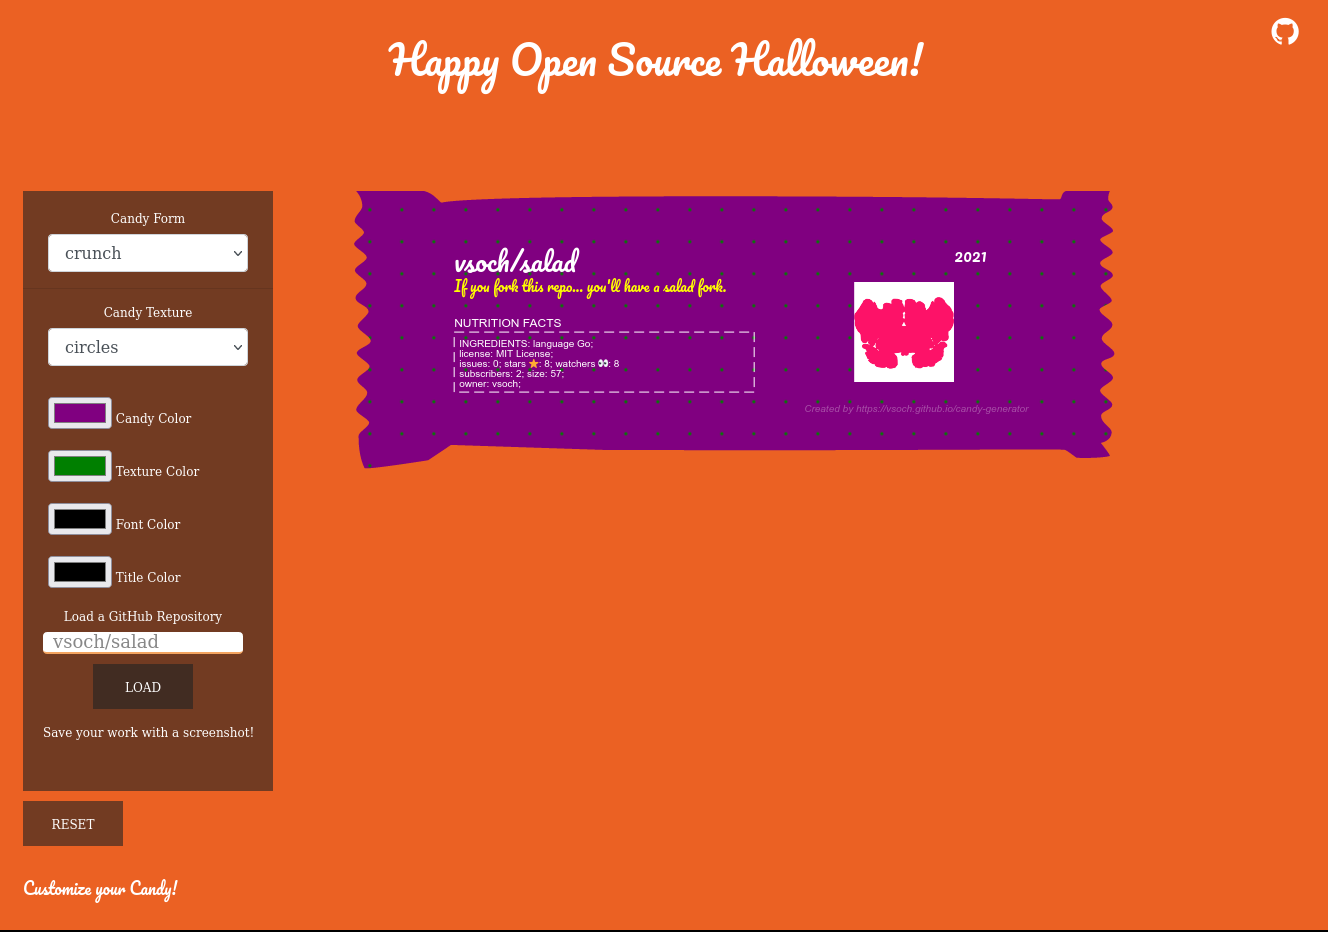 Happy Open Source Halloween!
Candy Form
crunch
Candy Texture
circles
Candy Color
Texture Color
Font Color
Title Color
Load a GitHub Repository
vsoch/salad
LOAD
Save your work with a screenshot!
RESET
Customize your Candy!
vsoch/salad
If you fork this repo... you'll have a salad fork.
2021
NUTRITION FACTS
INGREDIENTS: language Go;
license: MIT License;
issues: 0; stars ⭐: 8; watchers 👀: 8
subscribers: 2; size: 57;
owner: vsoch;
Created by https://vsoch.github.io/candy-generator